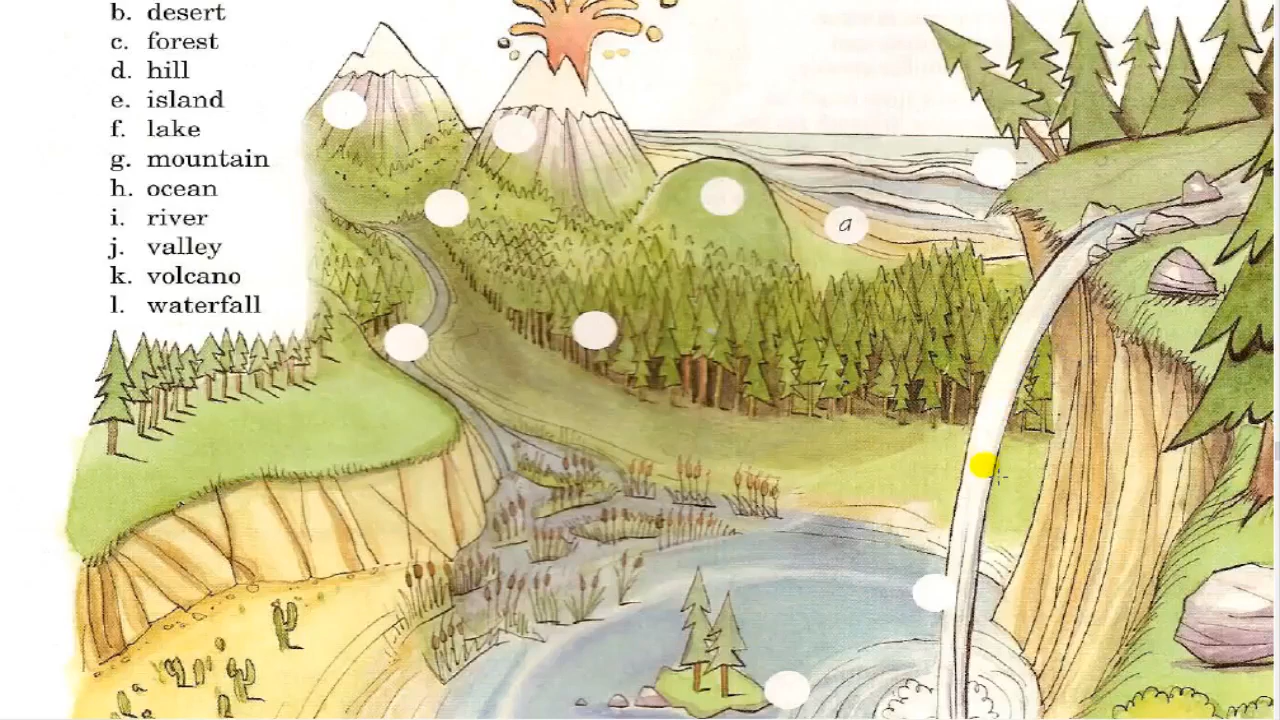 b. desert
c. forest
d. hill
e. island
f. lake
g. mountain
h. ocean
i. river
j. valley
k. volcano
l. waterfall
a